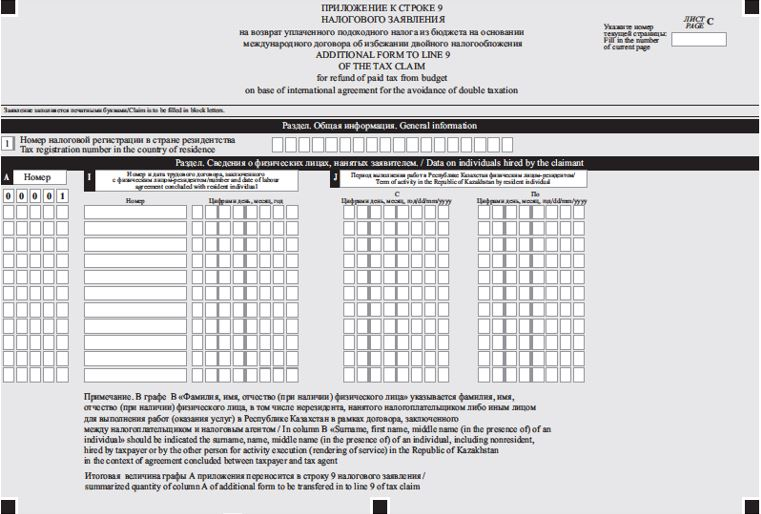 ПРИЛОЖЕНИЕ К СТРОКЕ 9
НАЛОГОВОГО ЗАЯВЛЕНИЯ
на возврат уплаченного подоходного налога из бюджета на основании
международного договора об избежании двойного налогообложения
ADDITIONAL FORM TO LINE 9
OF THE TAX CLAIM
for refund of paid tax from budget
on base of international agreement for the avoidance of double taxation
ЛИСТ
PAGE C
Укажите номер
текущей страницы:
Fill in the number
of current page
Заявление заполняется печатными буквами/Claim is to be filled in block letters.
Раздел. Общая информация. General information
1 Номер налоговой регистрации в стране резидентства
Tax registration number in the country of residence
Раздел. Сведения о физических лицах, нанятых заявителем. / Data on individuals hired by the claimant
A Номер
I Номер и дата трудового договора, заключенного
с физическим лицом-резидентом/number and date of labour
agreement concluded with resident individual
J Период выполнения работ в Республике Казахстан физическим лицом-резидентом/
Term of activity in the Republic of Kazakhstan by resident individual
0 0 0 0 1
Номер
Цифрами день, месяц, год
С
Цифрами день, месяц, год/dd/mm/yyyy
По
Цифрами день, месяц, год/dd/mm/yyyy
Примечание. В графе В «Фамилия, имя, отчество (при наличии) физического лица» указывается фамилия, имя,
отчество (при наличии) физического лица, в том числе нерезидента, нанятого налогоплательщиком либо иным лицом
для выполнения работ (оказания услуг) в Республике Казахстан в рамках договора, заключенного
между налогоплательщиком и налоговым агентом / In column B «Surname, first name, middle name (in the presence of) of an
individual» should be indicated the surname, name, middle name (in the presence of) of an individual, including nonresident,
hired by taxpayer or by the other person for activity execution (rendering of service) in the Republic of Kazakhstan
in the context of agreement concluded between taxpayer and tax agent
Итоговая величина графы А приложения переносится в строку 9 налогового заявления /
summarized quantity of column A of additional form to be transfered in to line 9 of tax claim